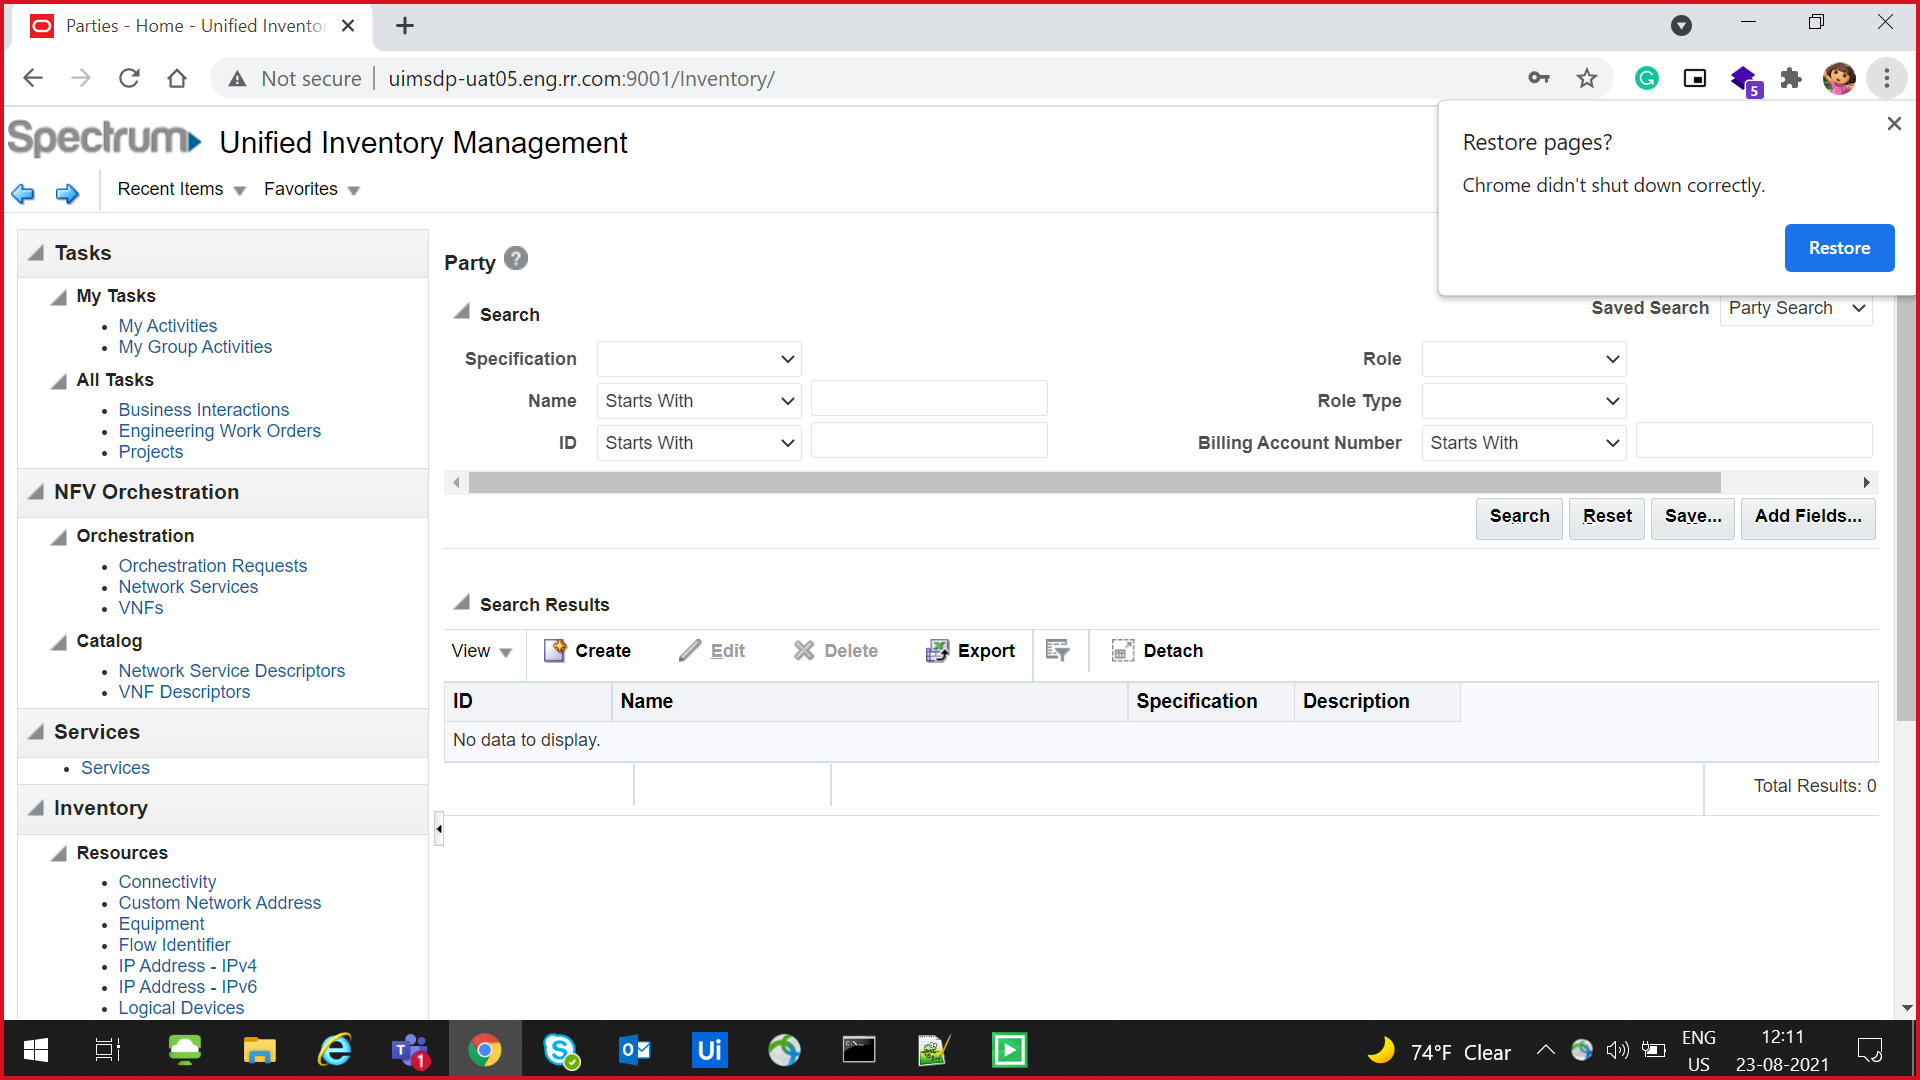 Parties - Home - Unified Inventor
Not secure
uimsdp-uat05.eng.rr.com:9001/Inventory/
5
Restore pages?
Chrome didn't shut down correctly.
Restore
Spectrum
Unified Inventory Management
Recent Items
Favorites
Tasks
My Tasks
My Activities
My Group Activities
All Tasks
Business Interactions
Engineering Work Orders
Projects
NFV Orchestration
Orchestration
Orchestration Requests
Network Services
VNFs
Catalog
Network Service Descriptors
VNF Descriptors
Services
Services
Inventory
Resources
Connectivity
Custom Network Address
Equipment
Flow Identifier
IP Address - IPv4
IP Address - IPv6
Logical Devices
Party ?
Search
Saved Search Party Search
Specification
Role
Name Starts With
Role Type
ID Starts With
Billing Account Number Starts With
Search Reset Save... Add Fields...
Search Results
View Create Edit Delete Export Detach
ID Name Specification Description
No data to display.
Total Results: 0
1
Ui
74°F Clear
ENG
US
12:11
23-08-2021